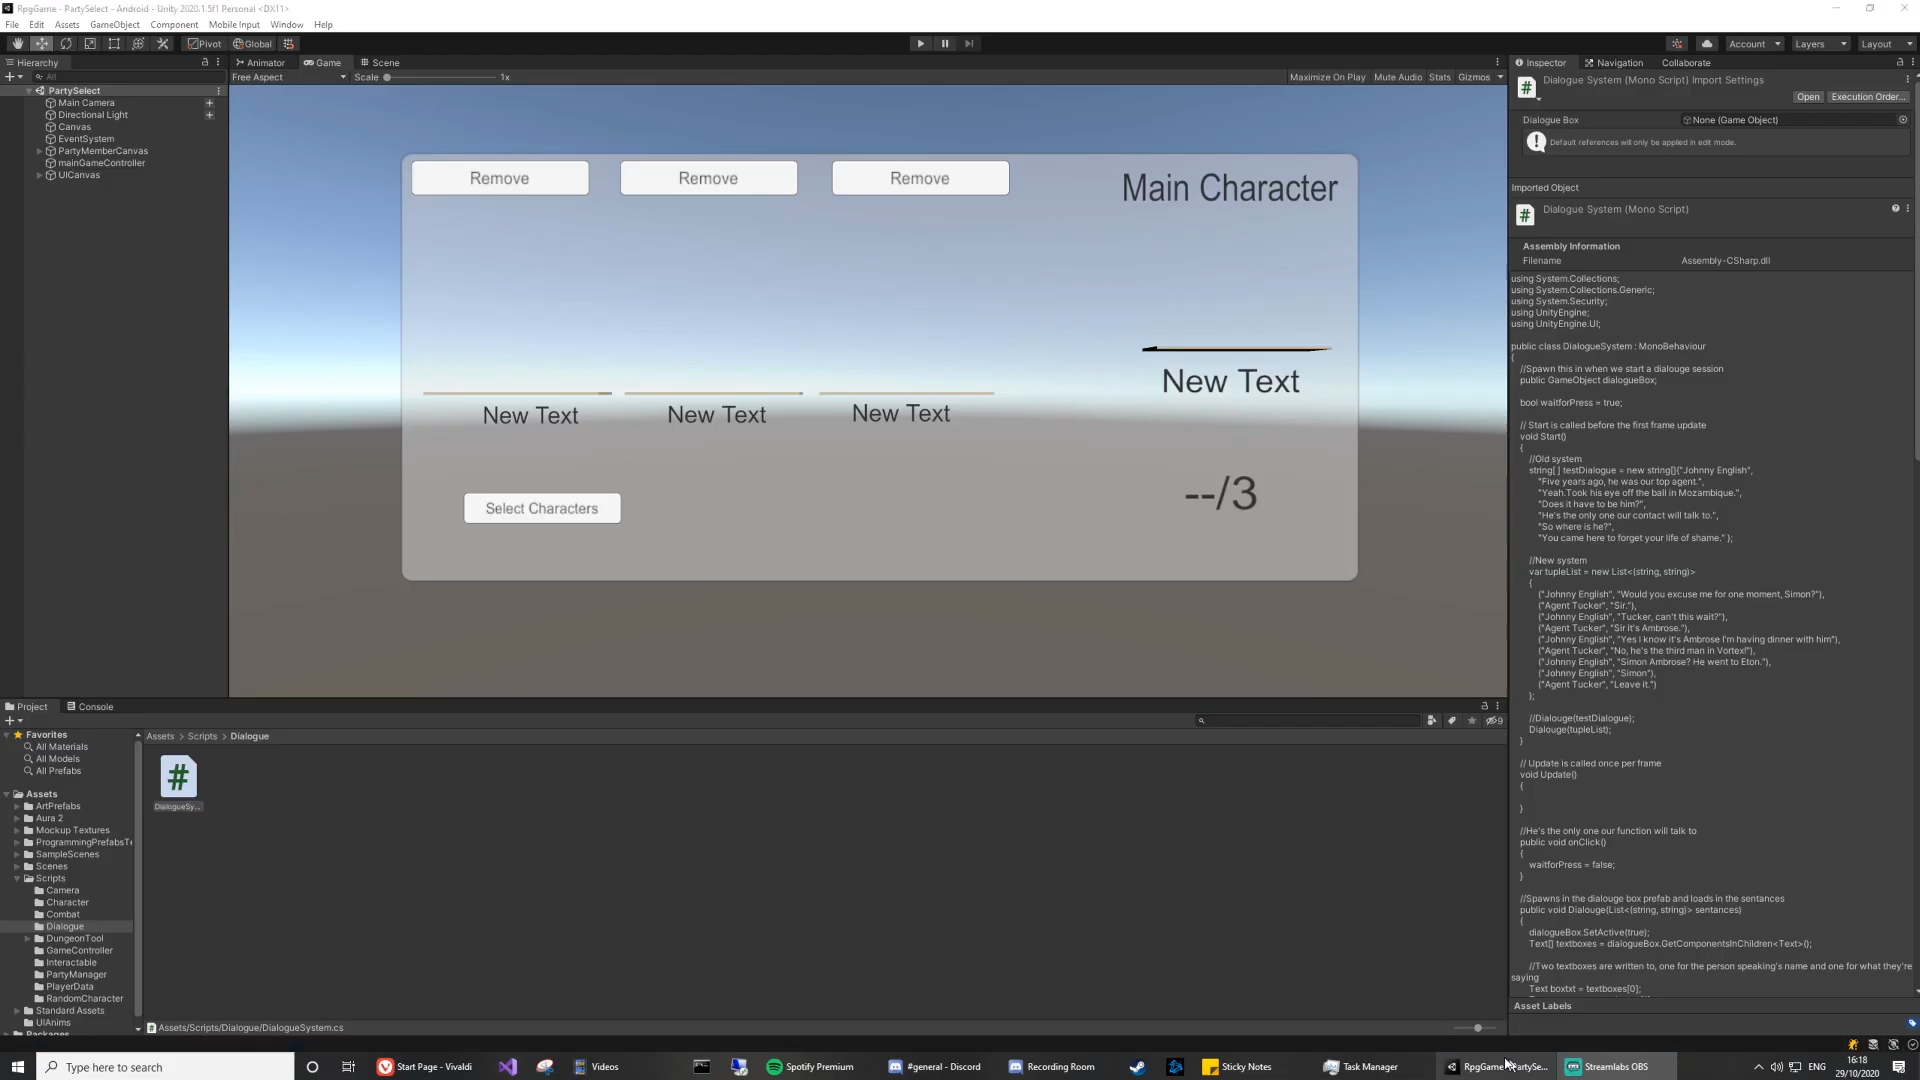 RpgGame - PartySelect - Android - Unity 2020.1.5f1 Personal <DX11>
File Edit Assets GameObject Component Mobile Input Window Help
Pivot Global Account Layers Layout
Hierarchy Animator Game Scene Inspector Navigation Collaborate
All Free Aspect Scale 1x Maximize On Play Mute Audio Stats Gizmos
Dialogue System (Mono Script) Import Settings
Open Execution Order...
PartySelect
Main Camera
Directional Light
Canvas
EventSystem
PartyMemberCanvas
mainGameController
UICanvas
Remove Remove Remove Main Character
New Text
New Text New Text New Text
Select Characters --/3
Dialogue Box None (Game Object)
Default references will only be applied in edit mode.
Imported Object
Dialogue System (Mono Script)
Assembly Information
Filename Assembly-CSharp.dll
using System.Collections;
using System.Collections.Generic;
using System.Security;
using UnityEngine;
using UnityEngine.UI;
public class DialogueSystem : MonoBehaviour
{
//Spawn this in when we start a dialouge session
public GameObject dialogueBox;
bool waitforPress = true;
// Start is called before the first frame update
void Start()
{
//Old system
string[ ] testDialogue = new string[]{"Johnny English",
"Five years ago, he was our top agent.",
"Yeah.Took his eye off the ball in Mozambique.",
"Does it have to be him?",
"He's the only one our contact will talk to.",
"So where is he?",
"You came here to forget your life of shame." };
//New system
var tupleList = new List<(string, string)>
{
("Johnny English", "Would you excuse me for one moment, Simon?"),
("Agent Tucker", "Sir."),
("Johnny English", "Tucker, can't this wait?"),
("Agent Tucker", "Sir it's Ambrose."),
("Johnny English", "Yes I know it's Ambrose I'm having dinner with him"),
("Agent Tucker", "No, he's the third man in Vortex!"),
("Johnny English", "Simon Ambrose? He went to Eton."),
("Johnny English", "Simon"),
("Agent Tucker", "Leave it.")
};
//Dialouge(testDialogue);
Dialouge(tupleList);
}
// Update is called once per frame
void Update()
{
}
//He's the only one our function will talk to
public void onClick()
{
waitforPress = false;
}
//Spawns in the dialouge box prefab and loads in the sentances
public void Dialouge(List<(string, string)> sentances)
{
dialogueBox.SetActive(true);
Text[] textboxes = dialogueBox.GetComponentsInChildren<Text>();
//Two textboxes are written to, one for the person speaking's name and one for what they're
saying
Text boxtxt = textboxes[0];
Asset Labels
Project Console
9
Favorites
All Materials
All Models
All Prefabs
Assets
ArtPrefabs
Aura 2
Mockup Textures
ProgrammingPrefabsTe
SampleScenes
Scenes
Scripts
Camera
Character
Combat
Dialogue
DungeonTool
GameController
Interactable
PartyManager
PlayerData
RandomCharacter
Standard Assets
UIAnims
Packages
Assets > Scripts > Dialogue
#
DialogueSy...
Assets/Scripts/Dialogue/DialogueSystem.cs
Type here to search Start Page - Vivaldi Videos Spotify Premium #general - Discord Recording Room Sticky Notes Task Manager RpgGame PartySe... Streamlabs OBS ENG
16:18
29/10/2020